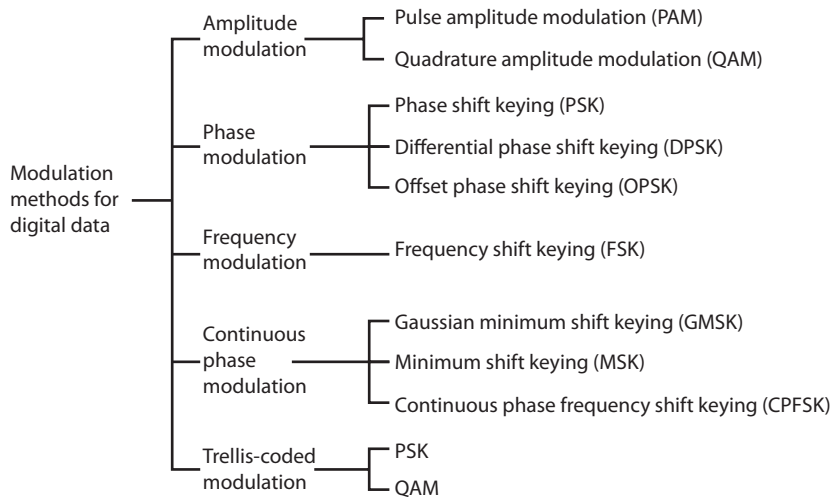 Modulation
methods for
digital data
Amplitude
modulation
Pulse amplitude modulation (PAM)
Quadrature amplitude modulation (QAM)
Phase
modulation
Phase shift keying (PSK)
Differential phase shift keying (DPSK)
Offset phase shift keying (OPSK)
Frequency
modulation
Frequency shift keying (FSK)
Continuous
phase
modulation
Gaussian minimum shift keying (GMSK)
Minimum shift keying (MSK)
Continuous phase frequency shift keying (CPFSK)
Trellis-coded
modulation
PSK
QAM